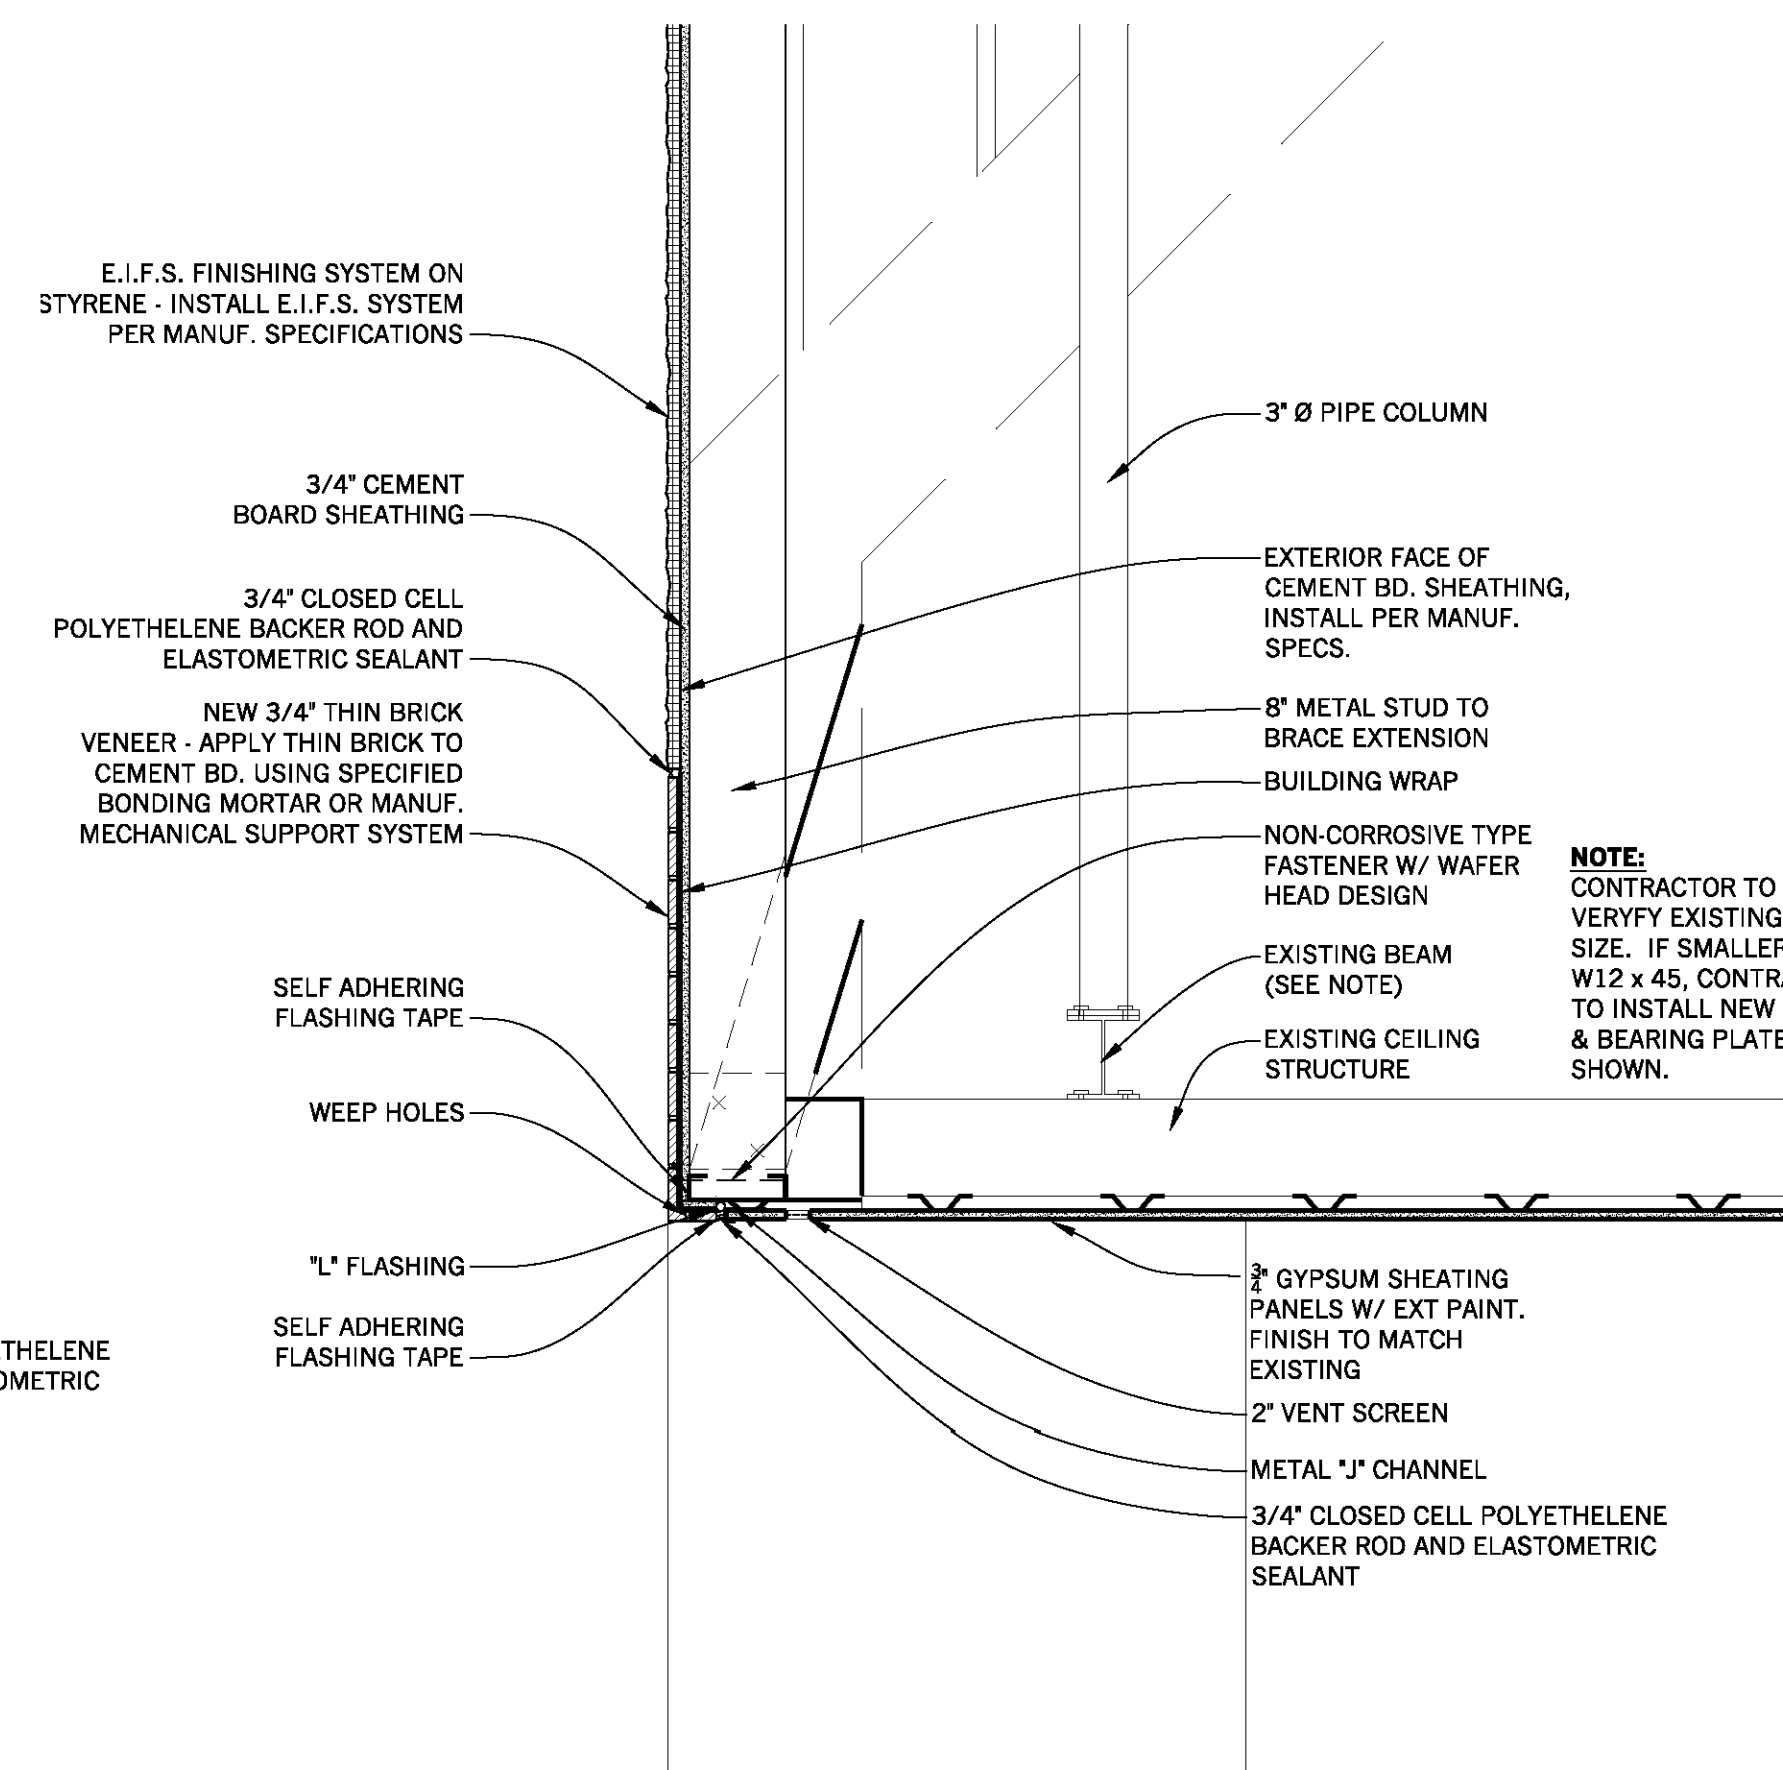 E.I.F.S. FINISHING SYSTEM ON
STYRENE - INSTALL E.I.F.S. SYSTEM
PER MANUF. SPECIFICATIONS
3/4" CEMENT
BOARD SHEATHING
3/4" CLOSED CELL
POLYETHELENE BACKER ROD AND
ELASTOMETRIC SEALANT
NEW 3/4" THIN BRICK
VENEER - APPLY THIN BRICK TO
CEMENT BD. USING SPECIFIED
BONDING MORTAR OR MANUF.
MECHANICAL SUPPORT SYSTEM
SELF ADHERING
FLASHING TAPE
WEEP HOLES
"L" FLASHING
SELF ADHERING
FLASHING TAPE
THELENE
OMETRIC
3" Ø PIPE COLUMN
EXTERIOR FACE OF
CEMENT BD. SHEATHING,
INSTALL PER MANUF.
SPECS.
8" METAL STUD TO
BRACE EXTENSION
BUILDING WRAP
NON-CORROSIVE TYPE
FASTENER W/ WAFER
HEAD DESIGN
EXISTING BEAM
(SEE NOTE)
EXISTING CEILING
STRUCTURE
NOTE:
CONTRACTOR TO
VERYFY EXISTING
SIZE. IF SMALLER
W12 x 45, CONTRA
TO INSTALL NEW
& BEARING PLATE
SHOWN.
3/4" GYPSUM SHEATING
PANELS W/ EXT PAINT.
FINISH TO MATCH
EXISTING
2" VENT SCREEN
METAL "J" CHANNEL
3/4" CLOSED CELL POLYETHELENE
BACKER ROD AND ELASTOMETRIC
SEALANT